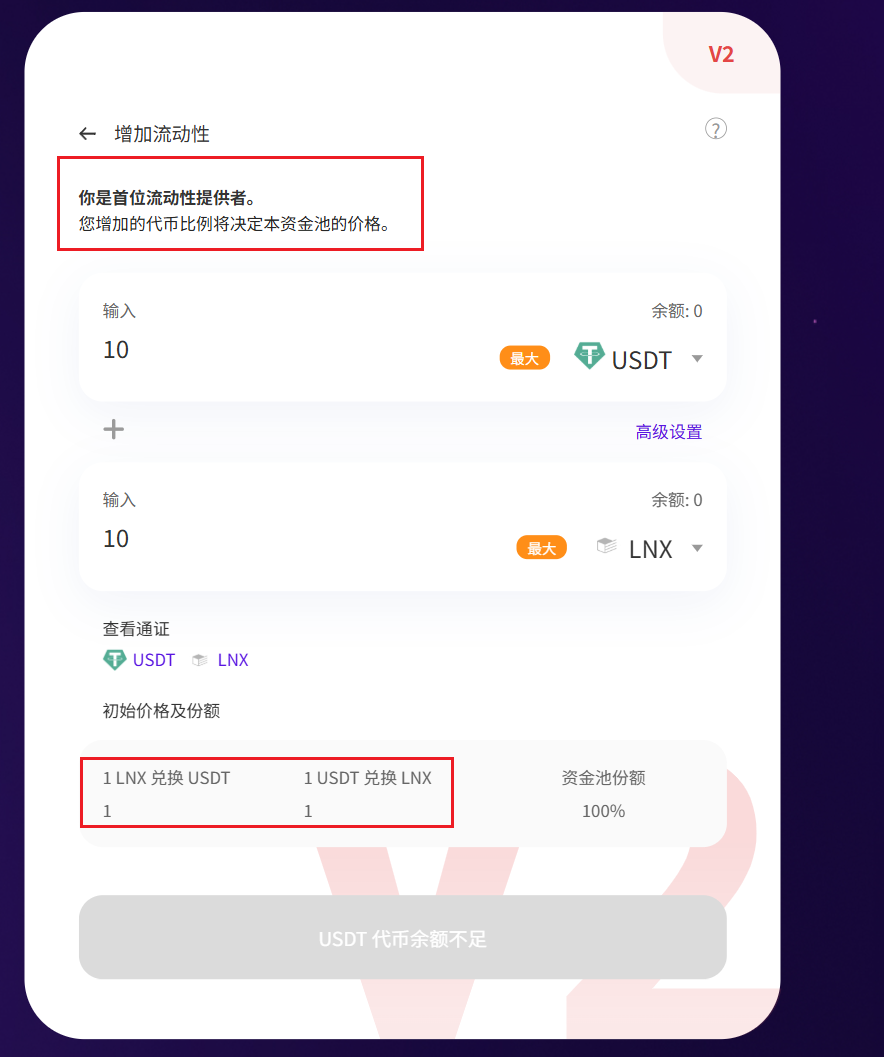 V2
增加流动性
?
你是首位流动性提供者。
您增加的代币比例将决定本资金池的价格。
输入 余额: 0
10 最大 USDT
高级设置
输入 余额: 0
10 最大 LNX
查看通证
USDT LNX
初始价格及份额
1 LNX 兑换 USDT 1 USDT 兑换 LNX 资金池份额
1 1 100%
USDT 代币余额不足
V2